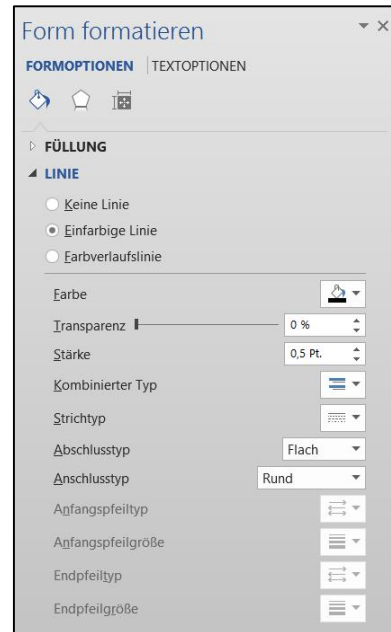 Form formatieren
FORMOPTIONEN TEXTOPTIONEN
FÜLLUNG
LINIE
Keine Linie
Einfarbige Linie
Farbverlaufslinie
Farbe
Transparenz 0 %
Stärke 0,5 Pt.
Kombinierter Typ
Strichtyp
Abschlusstyp Flach
Anschlusstyp Rund
Anfangspfeiltyp
Anfangspfeilgröße
Endpfeiltyp
Endpfeilgröße